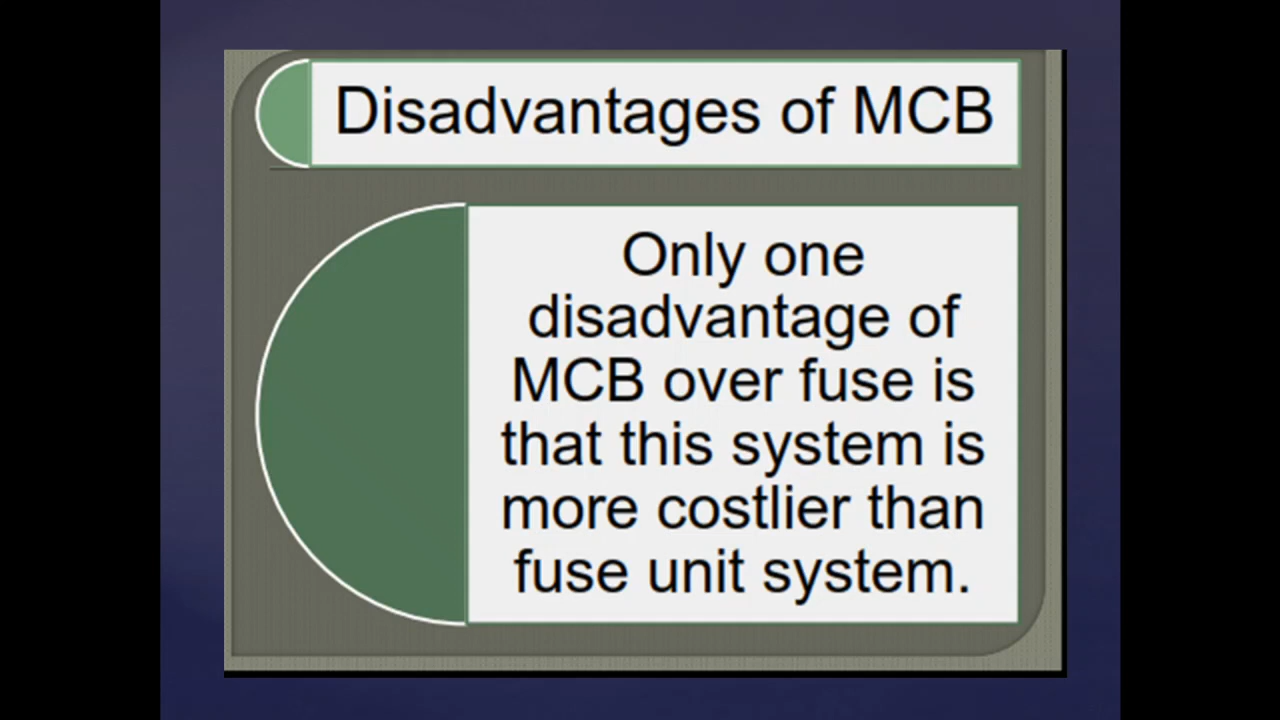 Disadvantages of MCB
Only one
disadvantage of
MCB over fuse is
that this system is
more costlier than
fuse unit system.